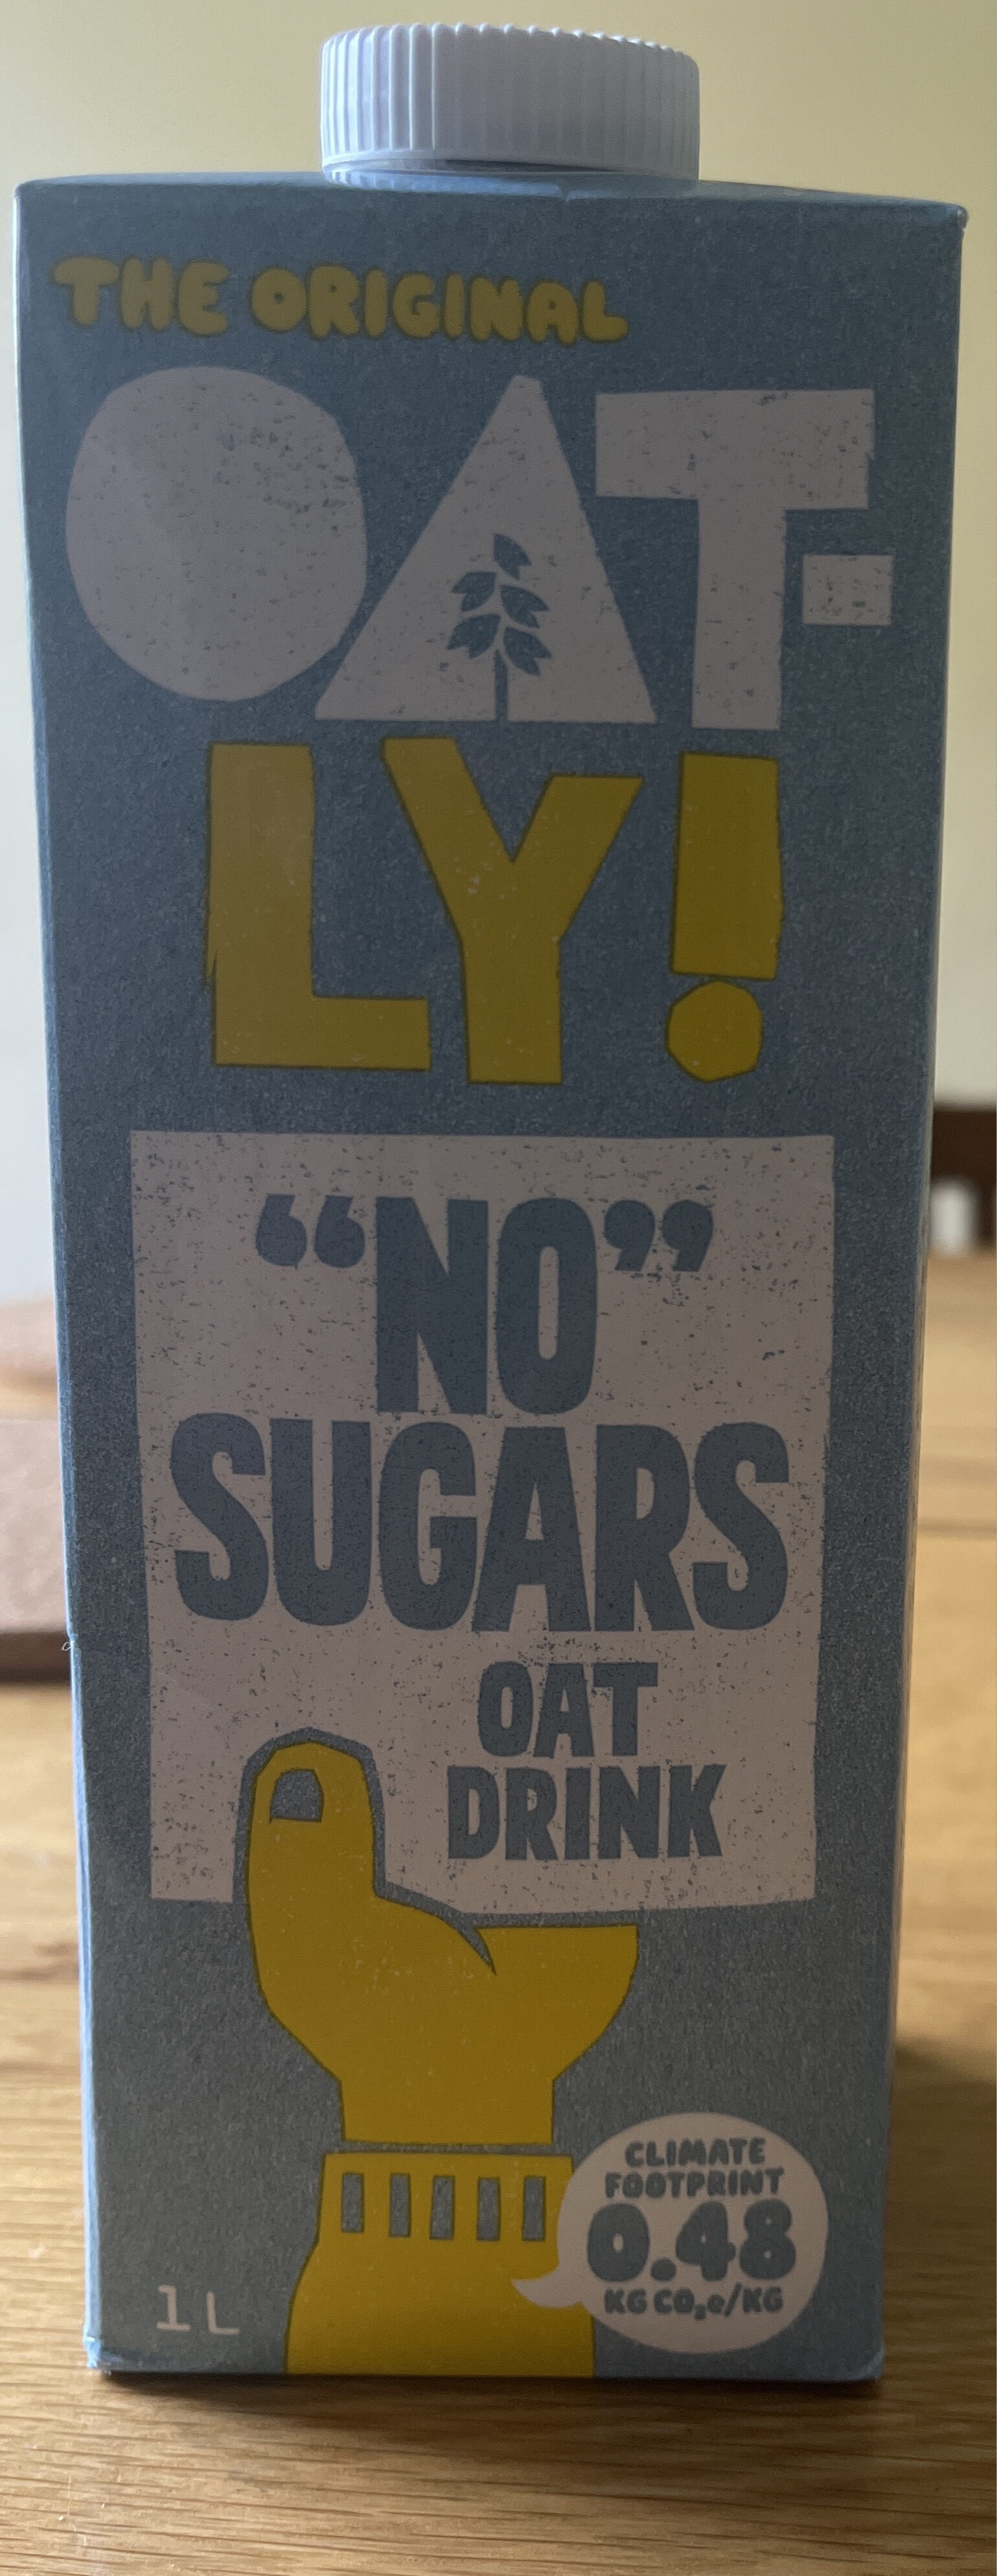 THE ORIGINAL
OAT-
LY!
“NO”
SUGARS
OAT
DRINK
CLIMATE
FOOTPRINT
0.48
KG CO₂e/KG
1L